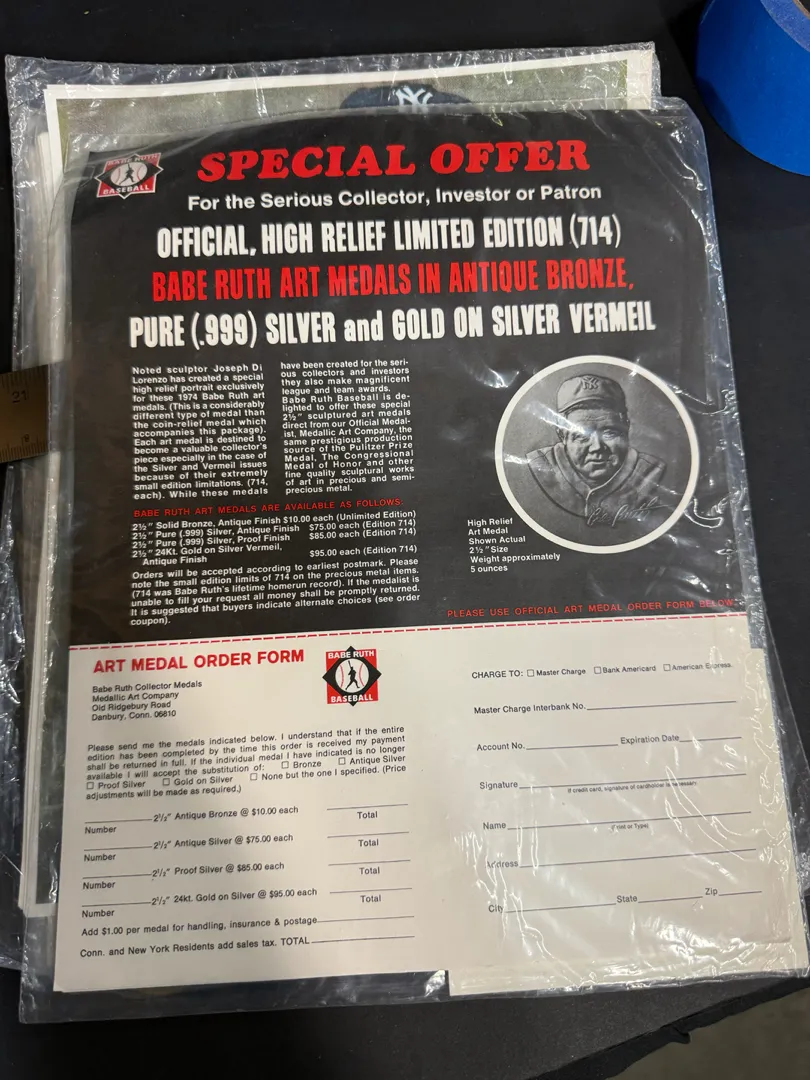 NY
BABE RUTH
BASEBALL
SPECIAL OFFER
For the Serious Collector, Investor or Patron
OFFICIAL, HIGH RELIEF LIMITED EDITION (714)
BABE RUTH ART MEDALS IN ANTIQUE BRONZE,
PURE (.999) SILVER and GOLD ON SILVER VERMEIL
Noted sculptor Joseph Di
Lorenzo has created a special
high relief portrait exclusively
for these 1974 Babe Ruth art
medals. (This is a considerably
different type of medal than
the coin-relief medal which
accompanies this package).
Each art medal is destined to
become a valuable collector's
piece especially in the case of
the Silver and Vermeil issues
because of their extremely
small edition limitations. (714,
each). While these medals
have been created for the seri-
ous collectors and investors
they also make magnificent
league and team awards.
Babe Ruth Baseball is de-
lighted to offer these special
2½" sculptured art medals
direct from our Official Medal-
ist, Medallic Art Company, the
same prestigious production
source of the Pulitzer Prize
Medal, The Congressional
Medal of Honor and other
fine quality sculptural works
of art in precious and semi-
precious metal.
21
NY
Babe Ruth
BABE RUTH ART MEDALS ARE AVAILABLE AS FOLLOWS:
2½" Solid Bronze, Antique Finish $10.00 each (Unlimited Edition)
2½" Pure (.999) Silver, Antique Finish $75.00 each (Edition 714)
2½" Pure (.999) Silver, Proof Finish $85.00 each (Edition 714)
2½" 24Kt. Gold on Silver Vermeil,
Antique Finish $95.00 each (Edition 714)
Orders will be accepted according to earliest postmark. Please
note the small edition limits of 714 on the precious metal items.
(714 was Babe Ruth's lifetime homerun record). If the medalist is
unable to fill your request all money shall be promptly returned.
It is suggested that buyers indicate alternate choices (see order
coupon).
High Relief
Art Medal
Shown Actual
2½" Size
Weight approximately
5 ounces
PLEASE USE OFFICIAL ART MEDAL ORDER FORM BELOW.
ART MEDAL ORDER FORM
BABE RUTH
BASEBALL
Babe Ruth Collector Medals
Medallic Art Company
Old Ridgebury Road
Danbury, Conn. 06810
Please send me the medals indicated below. I understand that if the entire
edition has been completed by the time this order is received my payment
shall be returned in full. If the individual medal I have indicated is no longer
available I will accept the substitution of: ☐ Bronze ☐ Antique Silver
☐ Proof Silver ☐ Gold on Silver ☐ None but the one I specified. (Price
adjustments will be made as required.)
2½" Antique Bronze @ $10.00 each
Number Total
2½" Antique Silver @ $75.00 each
Number Total
2½" Proof Silver @ $85.00 each
Number Total
2½" 24kt. Gold on Silver @ $95.00 each
Number Total
Add $1.00 per medal for handling, insurance & postage
Conn. and New York Residents add sales tax. TOTAL
CHARGE TO: ☐ Master Charge ☐ Bank Americard ☐ American Express.
Master Charge Interbank No.
Account No. Expiration Date
Signature
If credit card, signature of cardholder is necessary
Name
(Print or Type)
Address
City State Zip